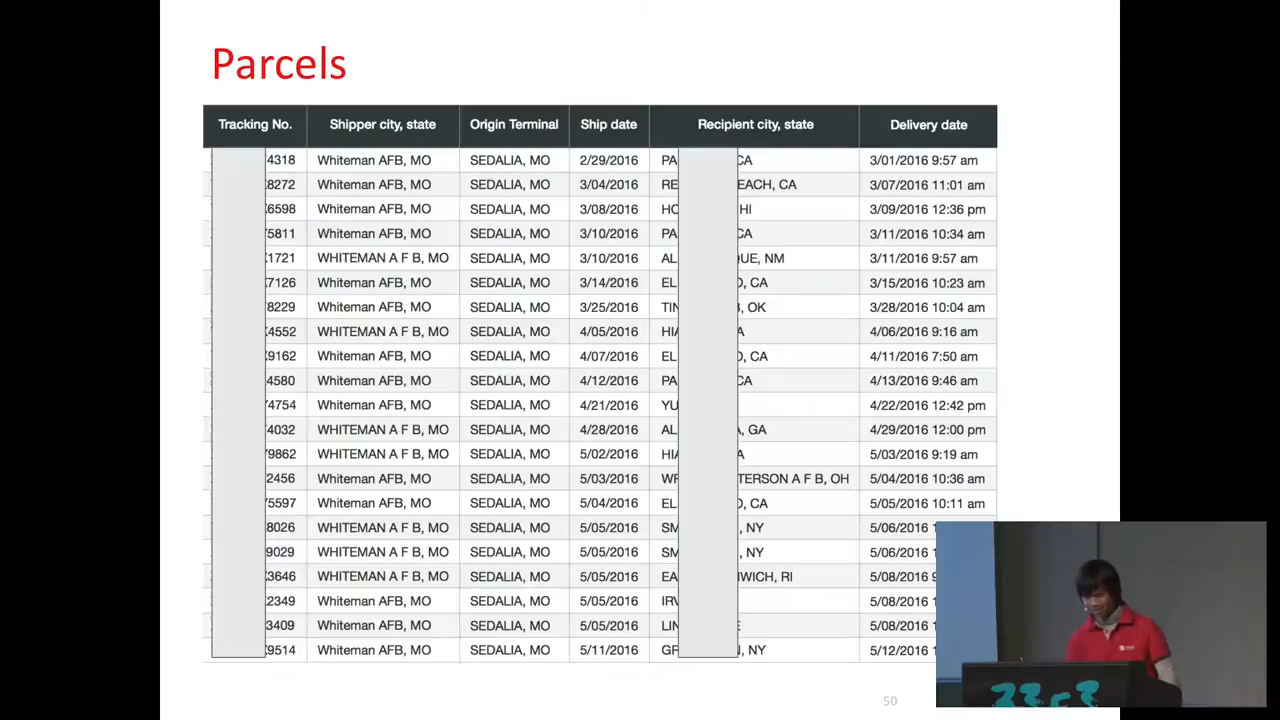 Parcels
Tracking No. Shipper city, state Origin Terminal Ship date Recipient city, state Delivery date
4318 Whiteman AFB, MO SEDALIA, MO 2/29/2016 PA CA 3/01/2016 9:57 am
8272 Whiteman AFB, MO SEDALIA, MO 3/04/2016 RE EACH, CA 3/07/2016 11:01 am
6598 Whiteman AFB, MO SEDALIA, MO 3/08/2016 HO HI 3/09/2016 12:36 pm
5811 Whiteman AFB, MO SEDALIA, MO 3/10/2016 PA CA 3/11/2016 10:34 am
1721 WHITEMAN A F B, MO SEDALIA, MO 3/10/2016 AL QUE, NM 3/11/2016 9:57 am
7126 Whiteman AFB, MO SEDALIA, MO 3/14/2016 EL O, CA 3/15/2016 10:23 am
8229 Whiteman AFB, MO SEDALIA, MO 3/25/2016 TIN B, OK 3/28/2016 10:04 am
4552 WHITEMAN A F B, MO SEDALIA, MO 4/05/2016 HIA A 4/06/2016 9:16 am
9162 Whiteman AFB, MO SEDALIA, MO 4/07/2016 EL O, CA 4/11/2016 7:50 am
4580 Whiteman AFB, MO SEDALIA, MO 4/12/2016 PA CA 4/13/2016 9:46 am
4754 Whiteman AFB, MO SEDALIA, MO 4/21/2016 YU 4/22/2016 12:42 pm
4032 WHITEMAN A F B, MO SEDALIA, MO 4/28/2016 AL A, GA 4/29/2016 12:00 pm
9862 WHITEMAN A F B, MO SEDALIA, MO 5/02/2016 HIA A 5/03/2016 9:19 am
2456 Whiteman AFB, MO SEDALIA, MO 5/03/2016 WR TERSON A F B, OH 5/04/2016 10:36 am
5597 Whiteman AFB, MO SEDALIA, MO 5/04/2016 EL O, CA 5/05/2016 10:11 am
8026 WHITEMAN A F B, MO SEDALIA, MO 5/05/2016 SM , NY 5/06/2016 1
9029 WHITEMAN A F B, MO SEDALIA, MO 5/05/2016 SM , NY 5/06/2016 1
3646 WHITEMAN A F B, MO SEDALIA, MO 5/05/2016 EA NWICH, RI 5/08/2016 9
2349 Whiteman AFB, MO SEDALIA, MO 5/05/2016 IRV 5/08/2016 1
3409 Whiteman AFB, MO SEDALIA, MO 5/05/2016 LIN E 5/08/2016 1
9514 Whiteman AFB, MO SEDALIA, MO 5/11/2016 GR N, NY 5/12/2016 1
50
33c3